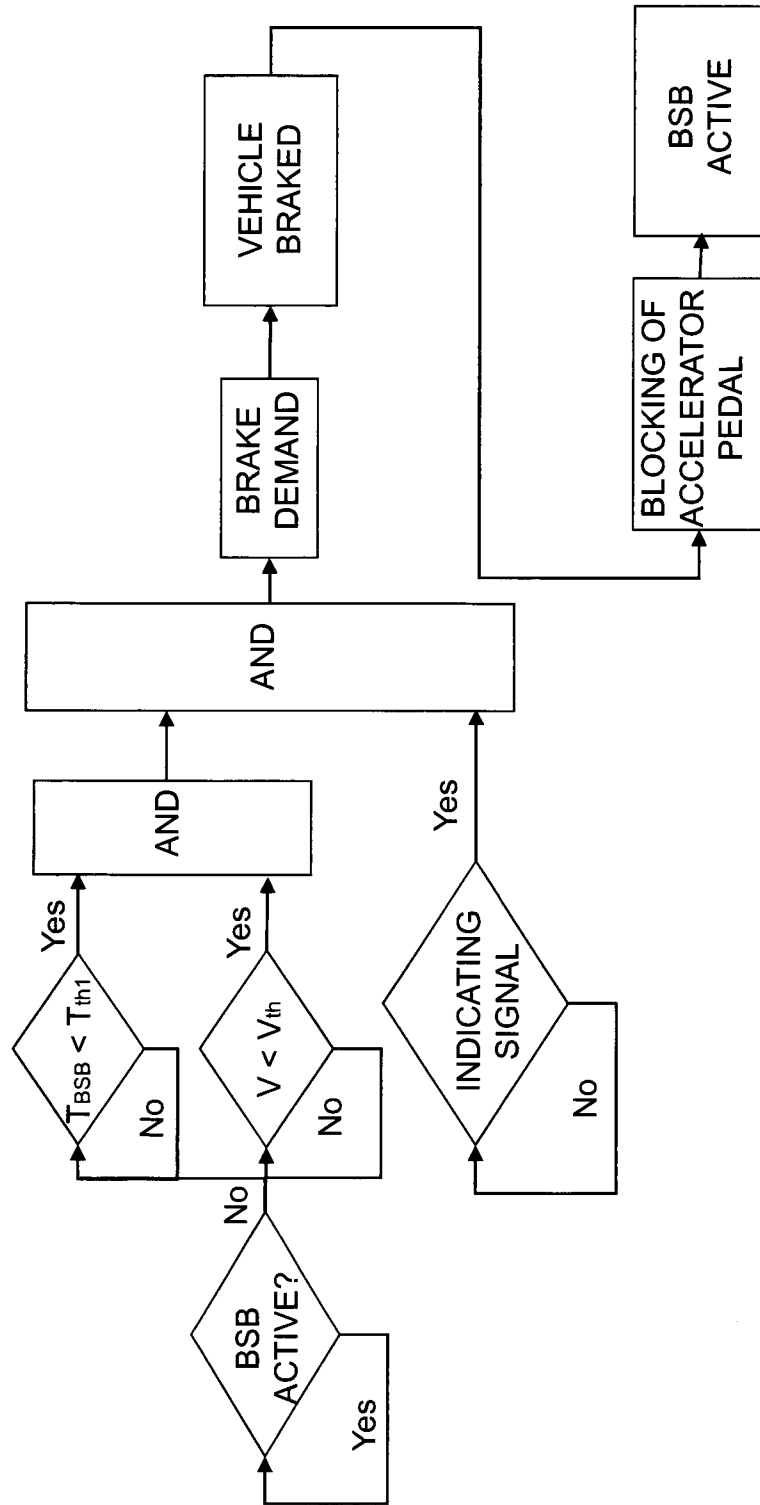 BSB
ACTIVE?
Yes
No
T_BSB < T_th1
Yes
No
V < V_th
Yes
No
AND
INDICATING
SIGNAL
Yes
No
AND
BRAKE
DEMAND
VEHICLE
BRAKED
BLOCKING OF
ACCELERATOR
PEDAL
BSB
ACTIVE